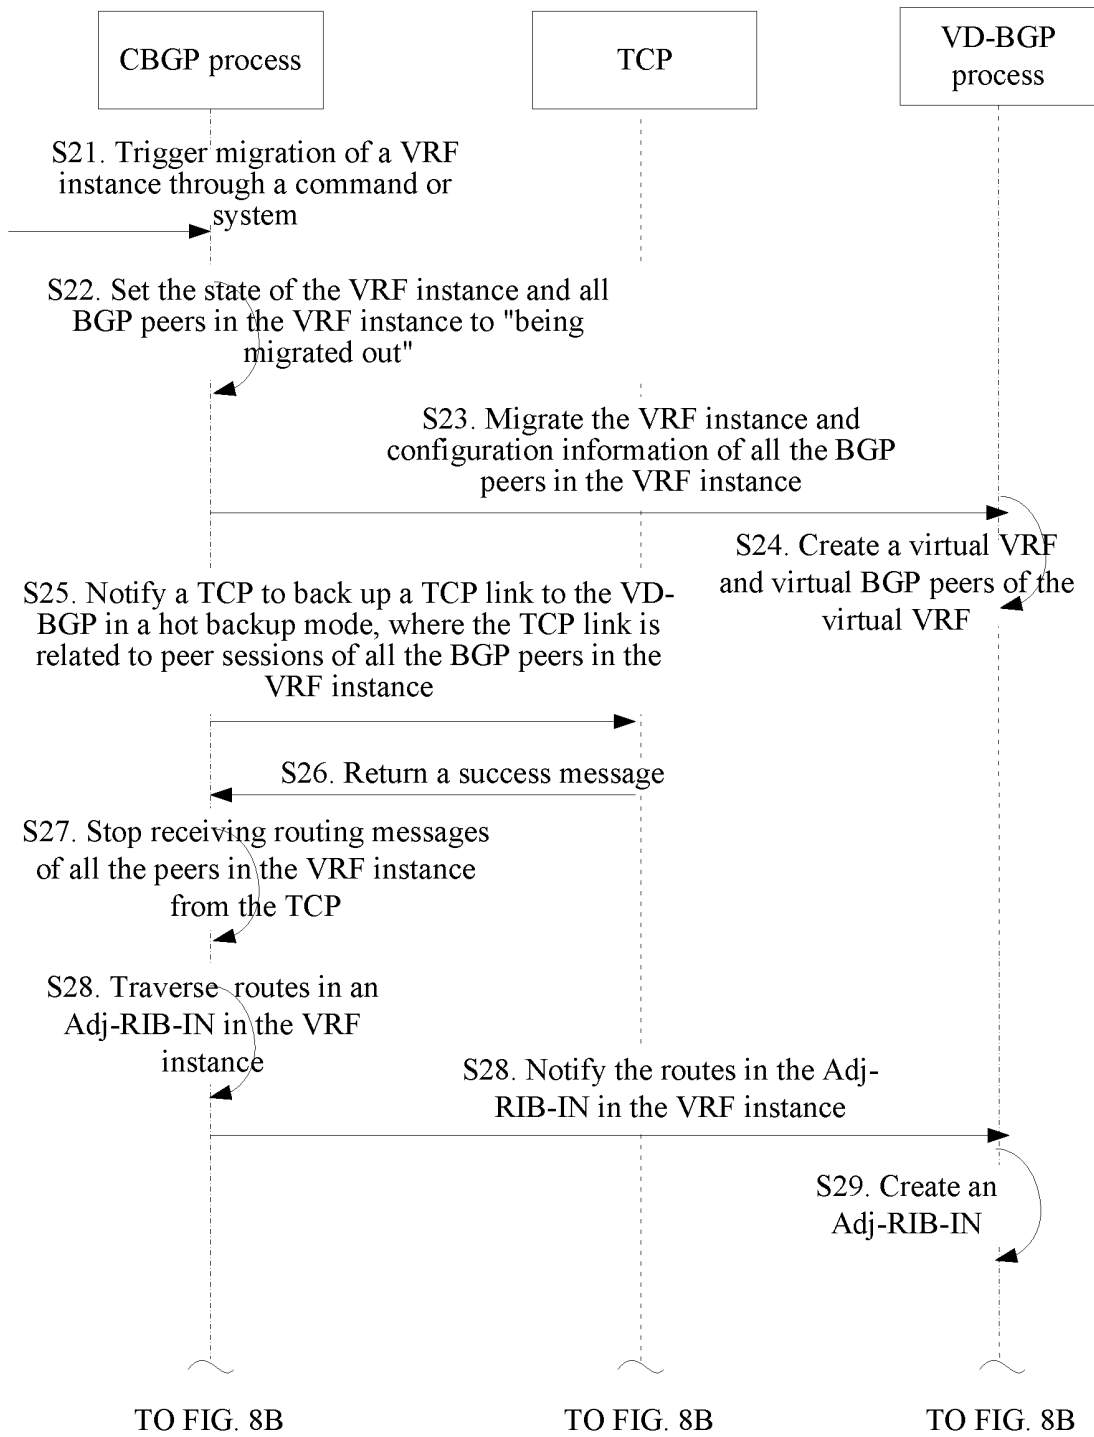 CBGP process
TCP
VD-BGP
process
S21. Trigger migration of a VRF
instance through a command or
system
S22. Set the state of the VRF instance and all
BGP peers in the VRF instance to "being
migrated out"
S23. Migrate the VRF instance and
configuration information of all the BGP
peers in the VRF instance
S24. Create a virtual VRF
and virtual BGP peers of the
virtual VRF
S25. Notify a TCP to back up a TCP link to the VD-
BGP in a hot backup mode, where the TCP link is
related to peer sessions of all the BGP peers in the
VRF instance
S26. Return a success message
S27. Stop receiving routing messages
of all the peers in the VRF instance
from the TCP
S28. Traverse routes in an
Adj-RIB-IN in the VRF
instance
S28. Notify the routes in the Adj-
RIB-IN in the VRF instance
S29. Create an
Adj-RIB-IN
TO FIG. 8B
TO FIG. 8B
TO FIG. 8B